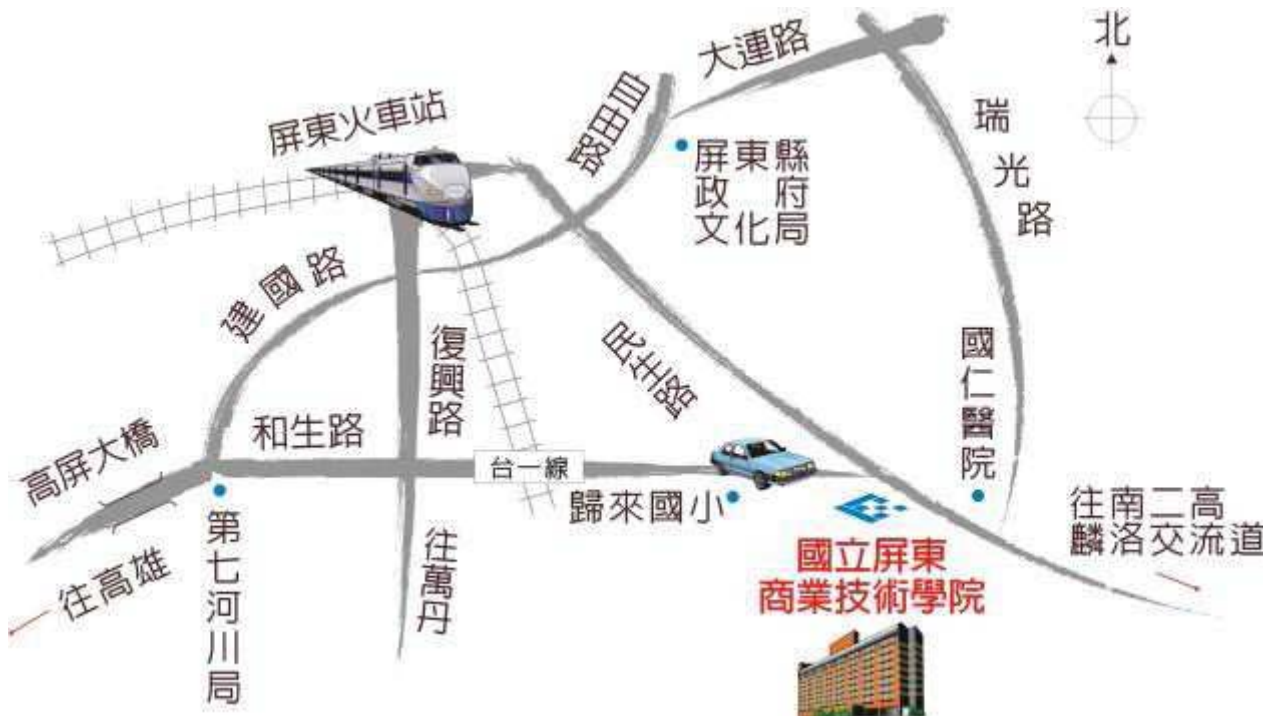 北
大連路
自由路
屏東火車站
瑞光路
屏東縣
政府
文化局
建國路
復興路
民生路
國仁醫院
和生路
高屏大橋
台一線
歸來國小
往南二高
麟洛交流道
第七河川局
往萬丹
往高雄
國立屏東
商業技術學院